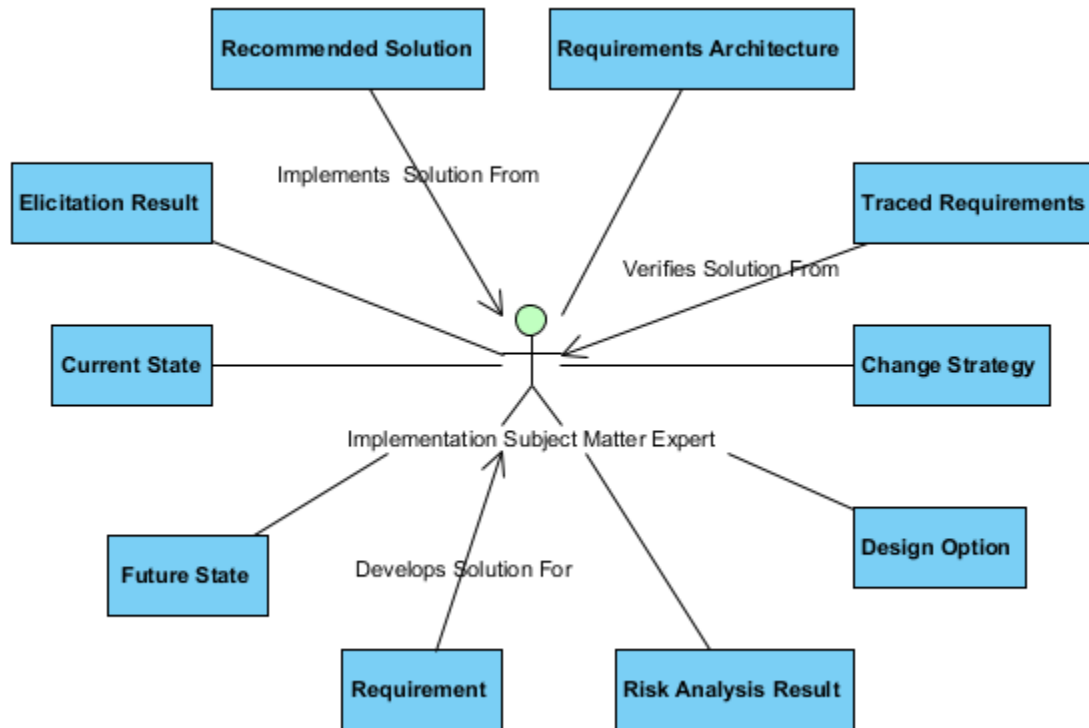 Recommended Solution
Requirements Architecture
Implements  Solution From
Elicitation Result
Traced Requirements
Verifies Solution From
Current State
Change Strategy
Implementation Subject Matter Expert
Design Option
Future State
Develops Solution For
Requirement
Risk Analysis Result